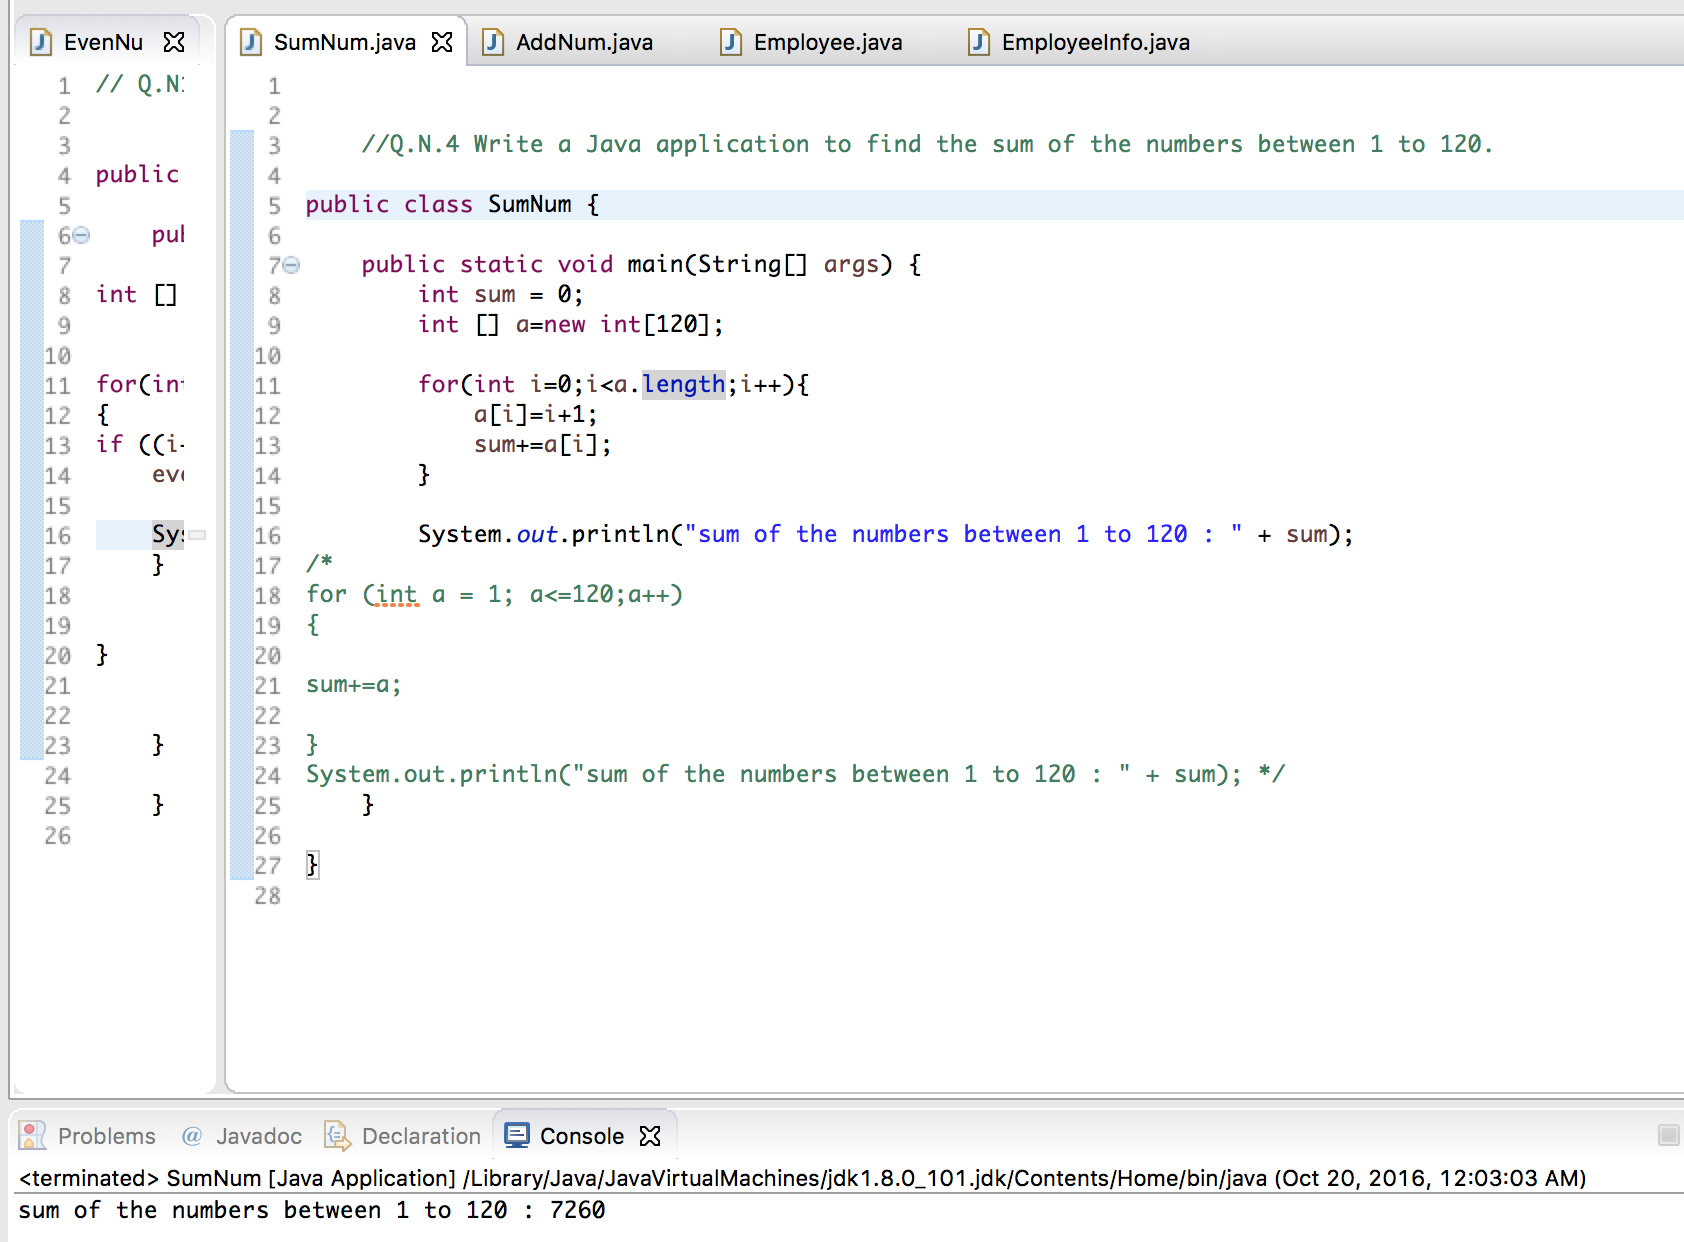 EvenNu
SumNum.java
AddNum.java
Employee.java
EmployeeInfo.java
1 // Q.N
2
3
4 public
5
6 pub
7
8 int []
9
10
11 for(int
12 {
13 if ((i-
14 eve
15
16 Sys
17 }
18
19
20 }
21
22
23 }
24
25 }
26
1
2
3 //Q.N.4 Write a Java application to find the sum of the numbers between 1 to 120.
4
5 public class SumNum {
6
7 public static void main(String[] args) {
8 int sum = 0;
9 int [] a=new int[120];
10
11 for(int i=0;i<a.length;i++){
12 a[i]=i+1;
13 sum+=a[i];
14 }
15
16 System.out.println("sum of the numbers between 1 to 120 : " + sum);
17 /*
18 for (int a = 1; a<=120;a++)
19 {
20
21 sum+=a;
22
23 }
24 System.out.println("sum of the numbers between 1 to 120 : " + sum); */
25 }
26
27 }
28
Problems @ Javadoc Declaration Console
<terminated> SumNum [Java Application] /Library/Java/JavaVirtualMachines/jdk1.8.0_101.jdk/Contents/Home/bin/java (Oct 20, 2016, 12:03:03 AM)
sum of the numbers between 1 to 120 : 7260